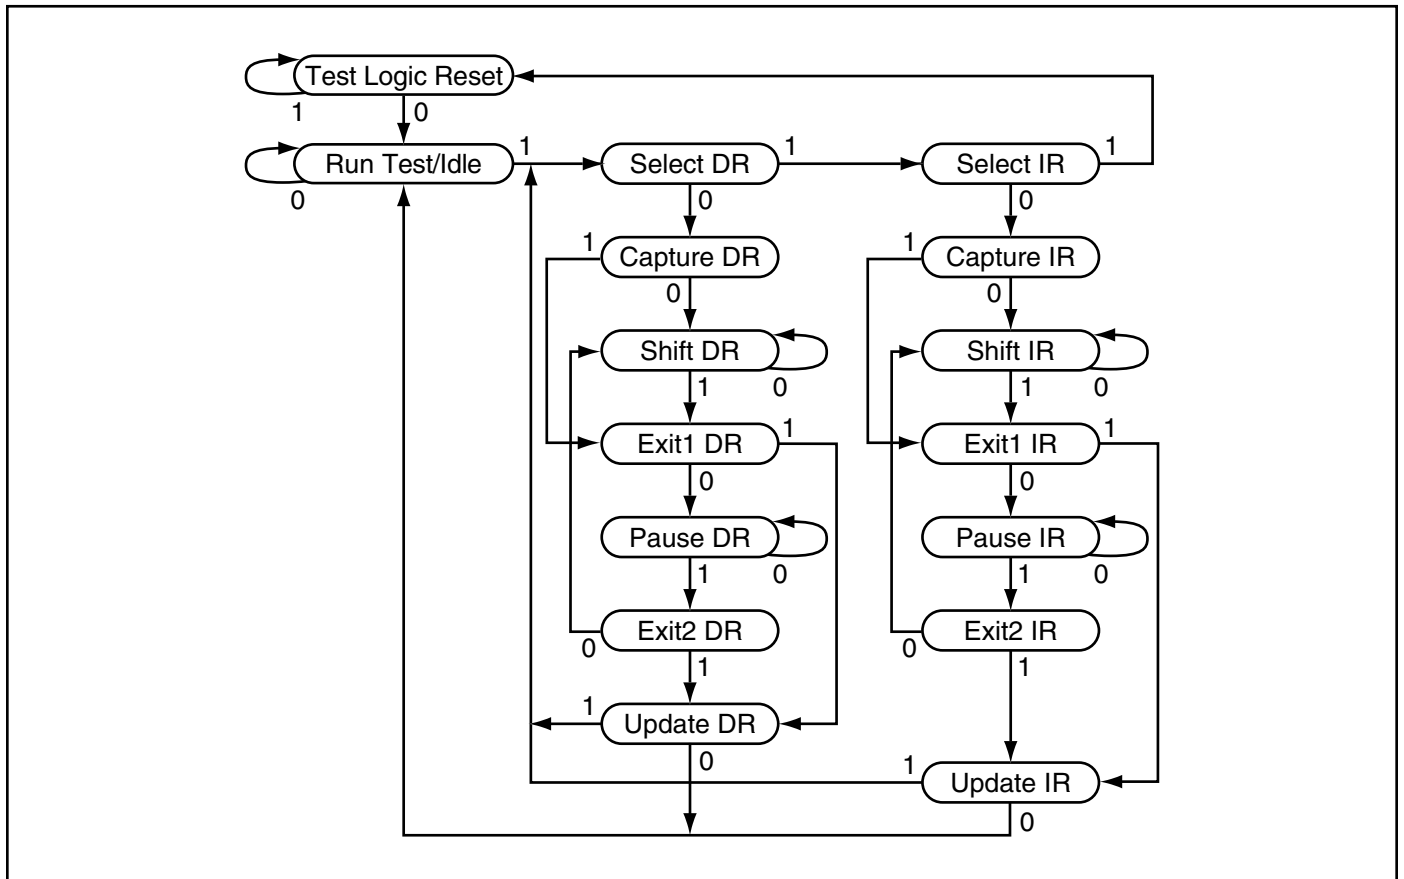 Test Logic Reset
1
0
Run Test/Idle
1
Select DR
1
Select IR
1
0
0
0
1
Capture DR
1
Capture IR
0
0
Shift DR
Shift IR
1
0
1
0
Exit1 DR
1
Exit1 IR
1
0
0
Pause DR
Pause IR
1
0
1
0
Exit2 DR
Exit2 IR
0
1
0
1
1
Update DR
0
1
Update IR
0